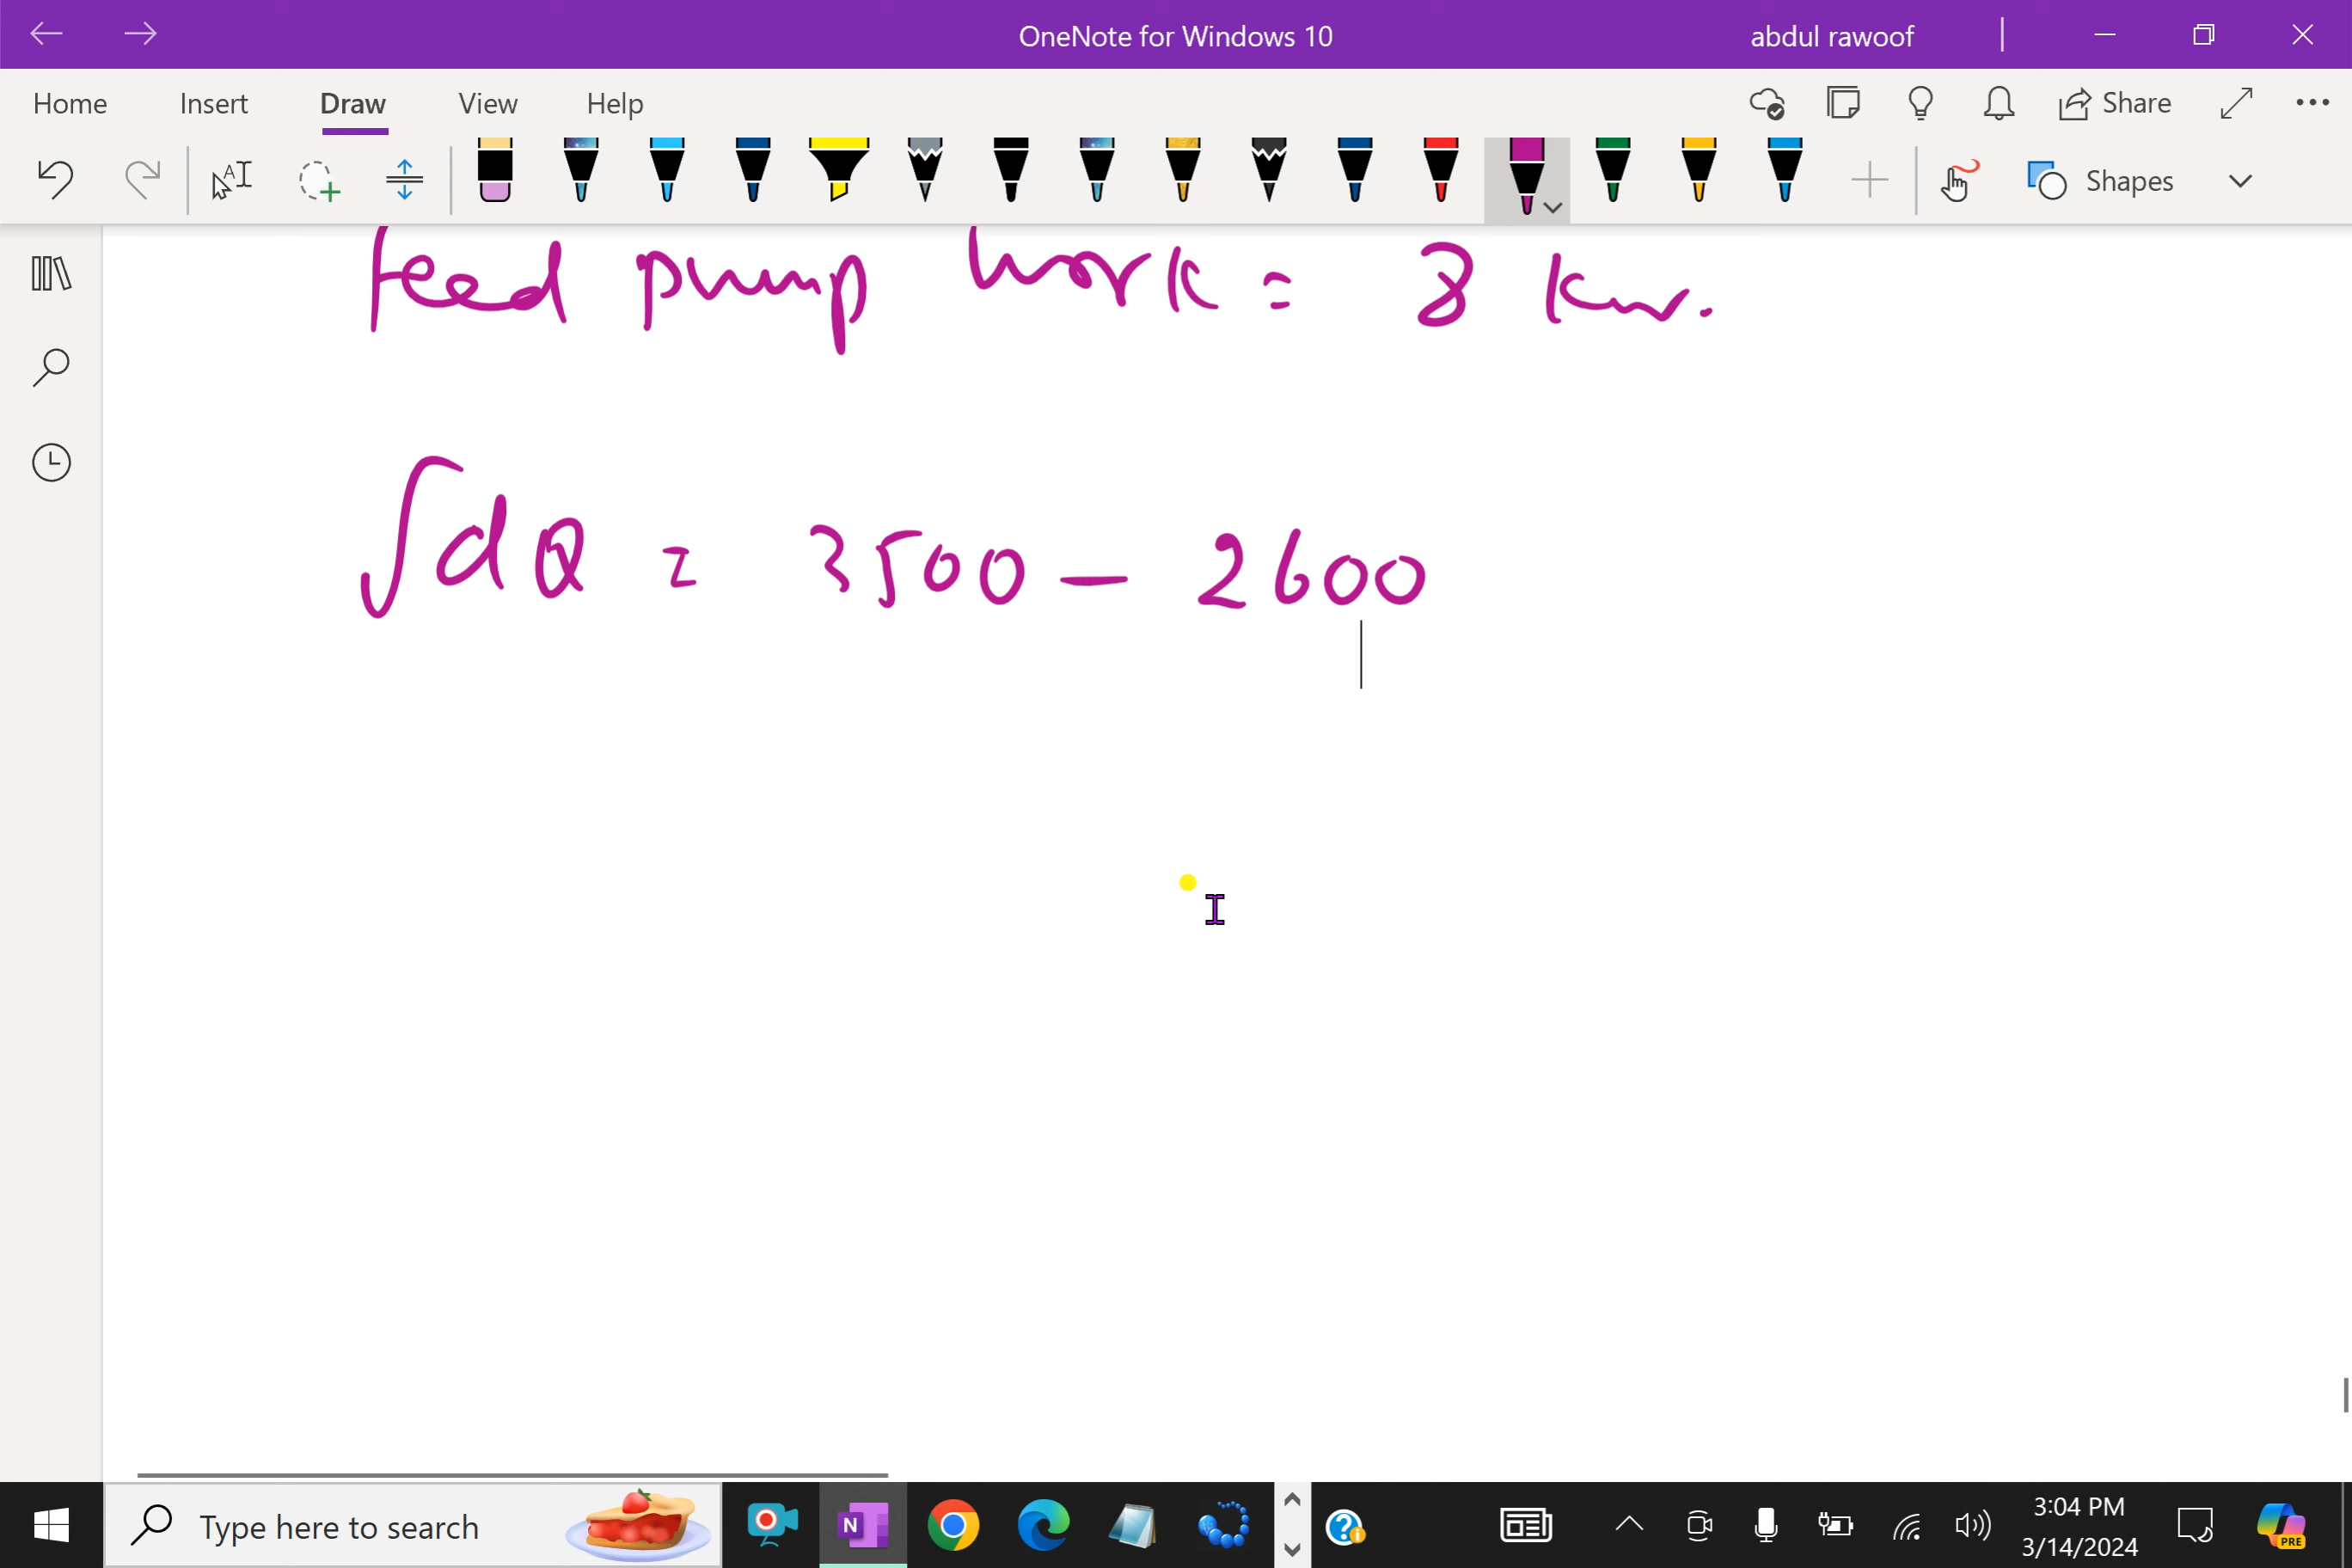 OneNote for Windows 10
abdul rawoof
Home Insert Draw View Help
Share
Shapes
feed pump work = 8 kw.
∫dQ = 3500 - 2600
Type here to search
N
3:04 PM
3/14/2024
PRE